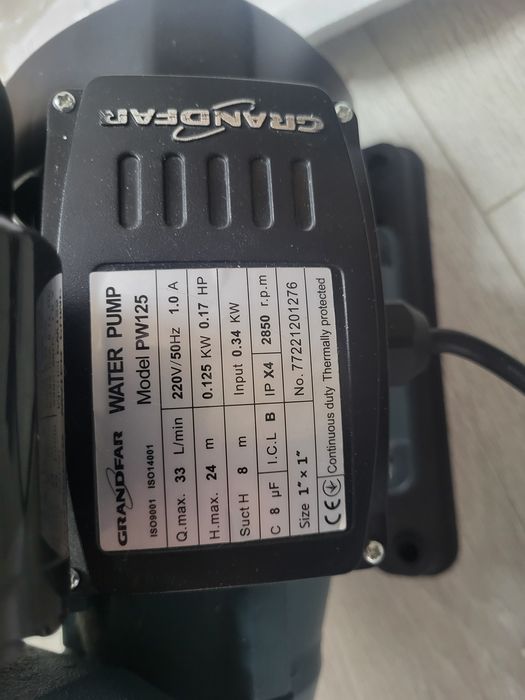 GRANDFAR
GRANDFAR WATER PUMP
ISO9001 ISO14001 Model PW125
Q.max. 33 L/min 220V/50Hz 1.0 A
H.max. 24 m 0.125 KW 0.17 HP
Suct H 8 m Input 0.34 KW
C 8 μF I.C.L B IP X4 2850 r.p.m
Size 1"×1" No. 77221201276
CE Continuous duty Thermally protected